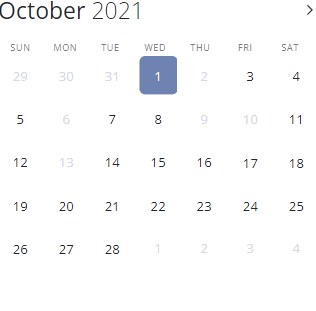 October 2021
SUN MON TUE WED THU FRI SAT
29 30 31 1 2 3 4
5 6 7 8 9 10 11
12 13 14 15 16 17 18
19 20 21 22 23 24 25
26 27 28 1 2 3 4